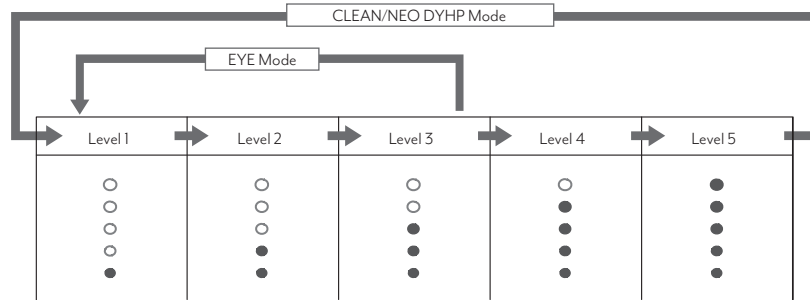 CLEAN/NEO DYHP Mode
EYE Mode
Level 1
Level 2
Level 3
Level 4
Level 5